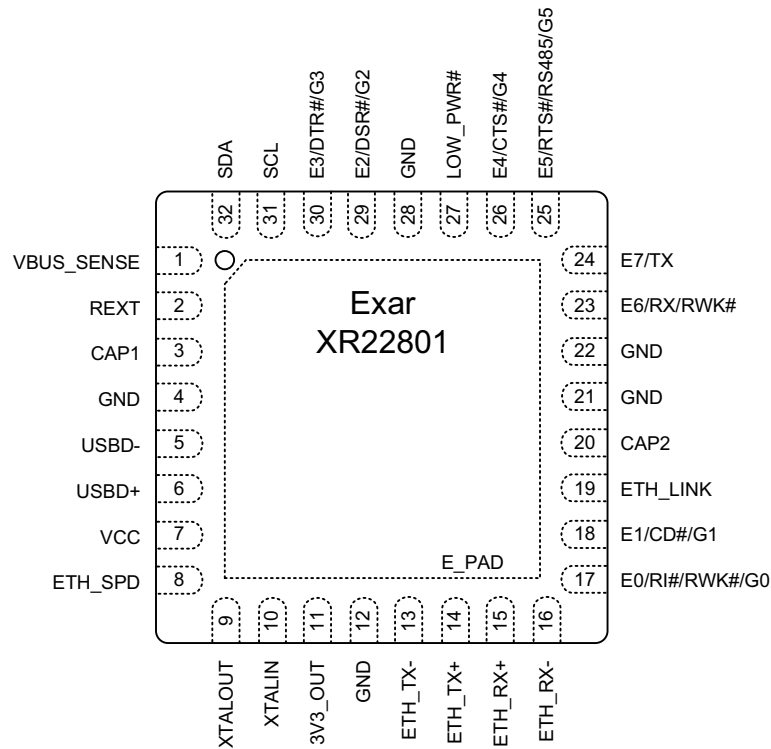 SDA
SCL
E3/DTR#/G3
E2/DSR#/G2
GND
LOW_PWR#
E4/CTS#/G4
E5/RTS#/RS485/G5
32
31
30
29
28
27
26
25
VBUS_SENSE 1
REXT 2
CAP1 3
GND 4
USBD- 5
USBD+ 6
VCC 7
ETH_SPD 8
Exar
XR22801
E_PAD
24 E7/TX
23 E6/RX/RWK#
22 GND
21 GND
20 CAP2
19 ETH_LINK
18 E1/CD#/G1
17 E0/RI#/RWK#/G0
9
10
11
12
13
14
15
16
XTALOUT
XTALIN
3V3_OUT
GND
ETH_TX-
ETH_TX+
ETH_RX+
ETH_RX-